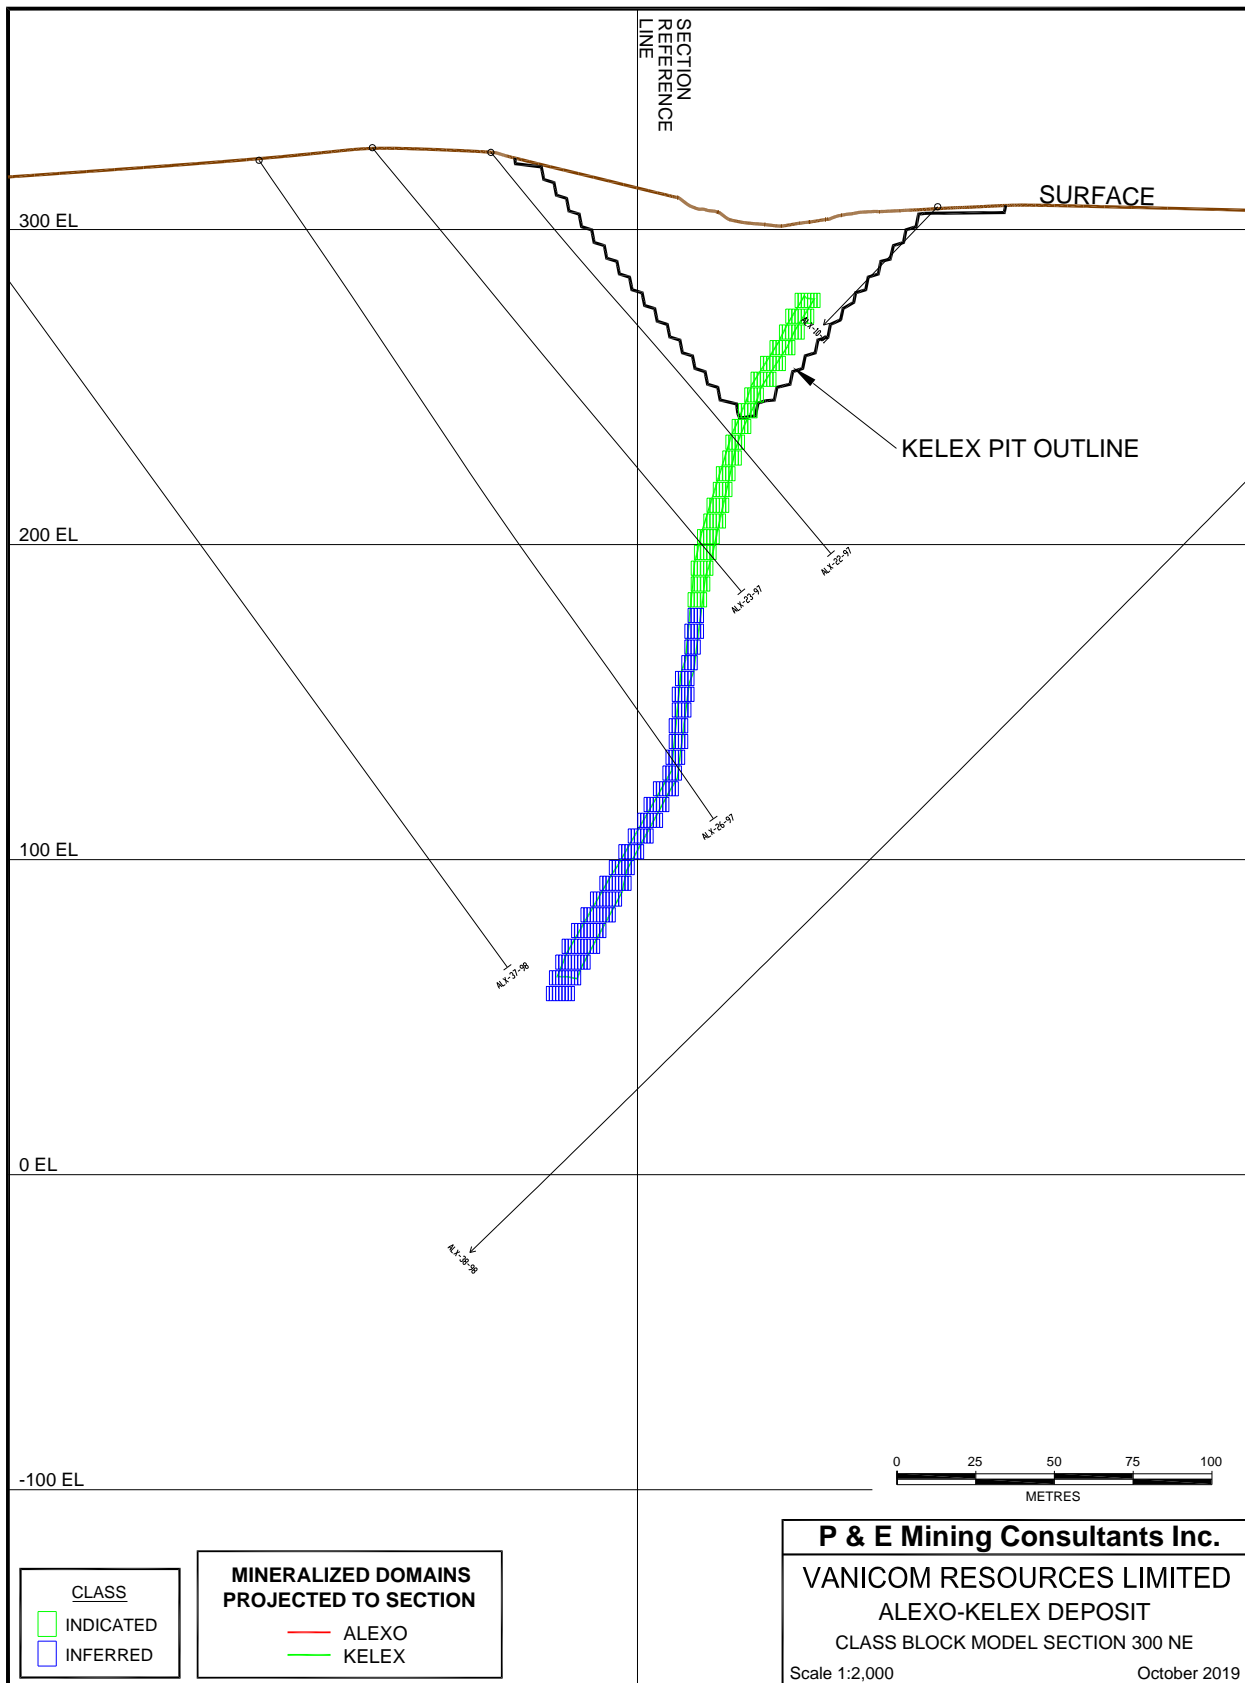 SECTION
REFERENCE
LINE
SURFACE
300 EL
KELEX PIT OUTLINE
200 EL
ALX-22-97
ALX-23-97
ALX-26-97
100 EL
ALX-37-98
0 EL
ALX-38-98
-100 EL
0 25 50 75 100
METRES
CLASS
INDICATED
INFERRED
MINERALIZED DOMAINS
PROJECTED TO SECTION
ALEXO
KELEX
P & E Mining Consultants Inc.
VANICOM RESOURCES LIMITED
ALEXO-KELEX DEPOSIT
CLASS BLOCK MODEL SECTION 300 NE
Scale 1:2,000 October 2019